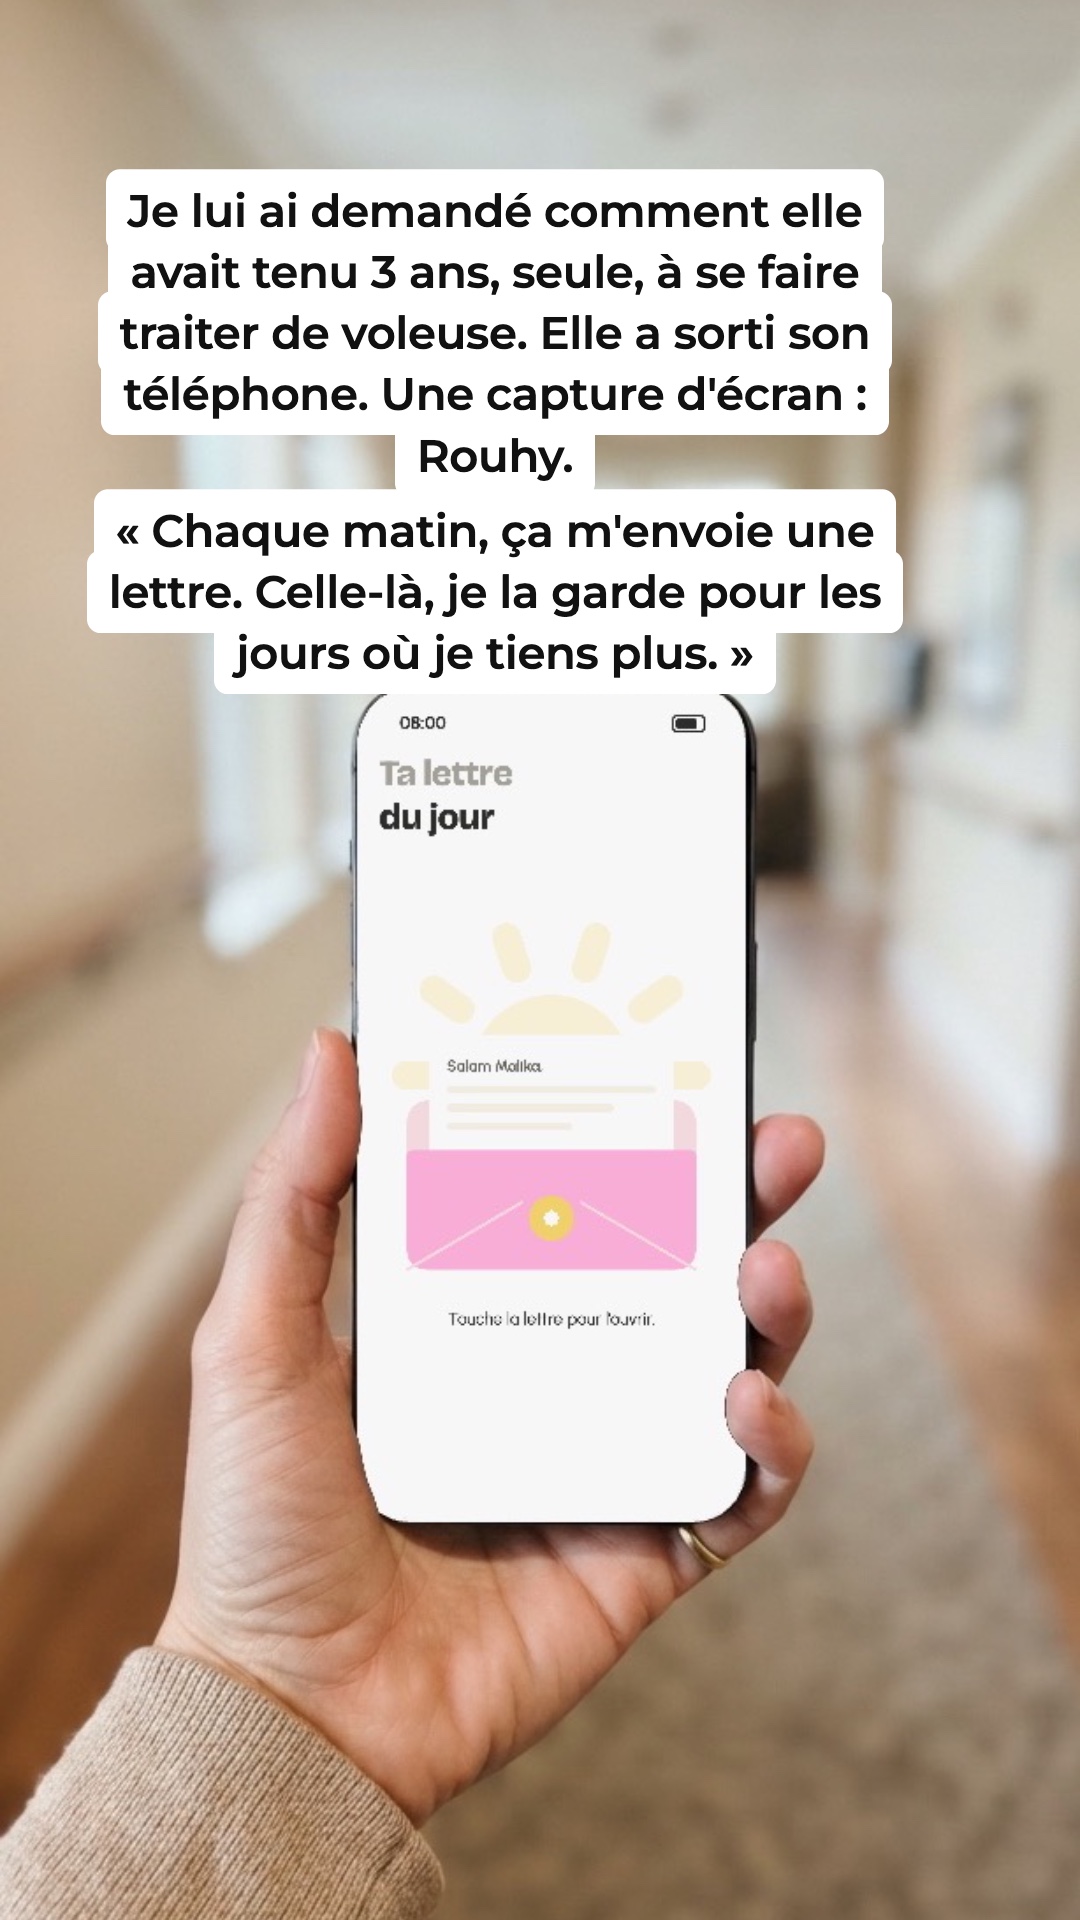 Je lui ai demandé comment elle
avait tenu 3 ans, seule, à se faire
traiter de voleuse. Elle a sorti son
téléphone. Une capture d'écran :
Rouhy.
« Chaque matin, ça m'envoie une
lettre. Celle-là, je la garde pour les
jours où je tiens plus. »
08:00
Ta lettre
du jour
Salam Malika
Touche la lettre pour l'ouvrir.